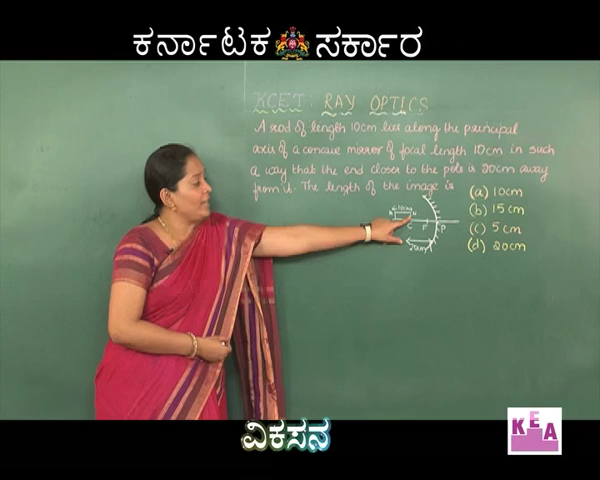 ಕರ್ನಾಟಕ ಸರ್ಕಾರ
KCET: RAY OPTICS
A rod of length 10cm lies along the principal
axis of a concave mirror of focal length 10cm in such
a way that the end closer to the pole is 20cm away
from it. The length of the image is
(a) 10cm
(b) 15cm
(c) 5cm
(d) 20cm
10cm
C F P
20cm
ವಿಕಸನ
KEA